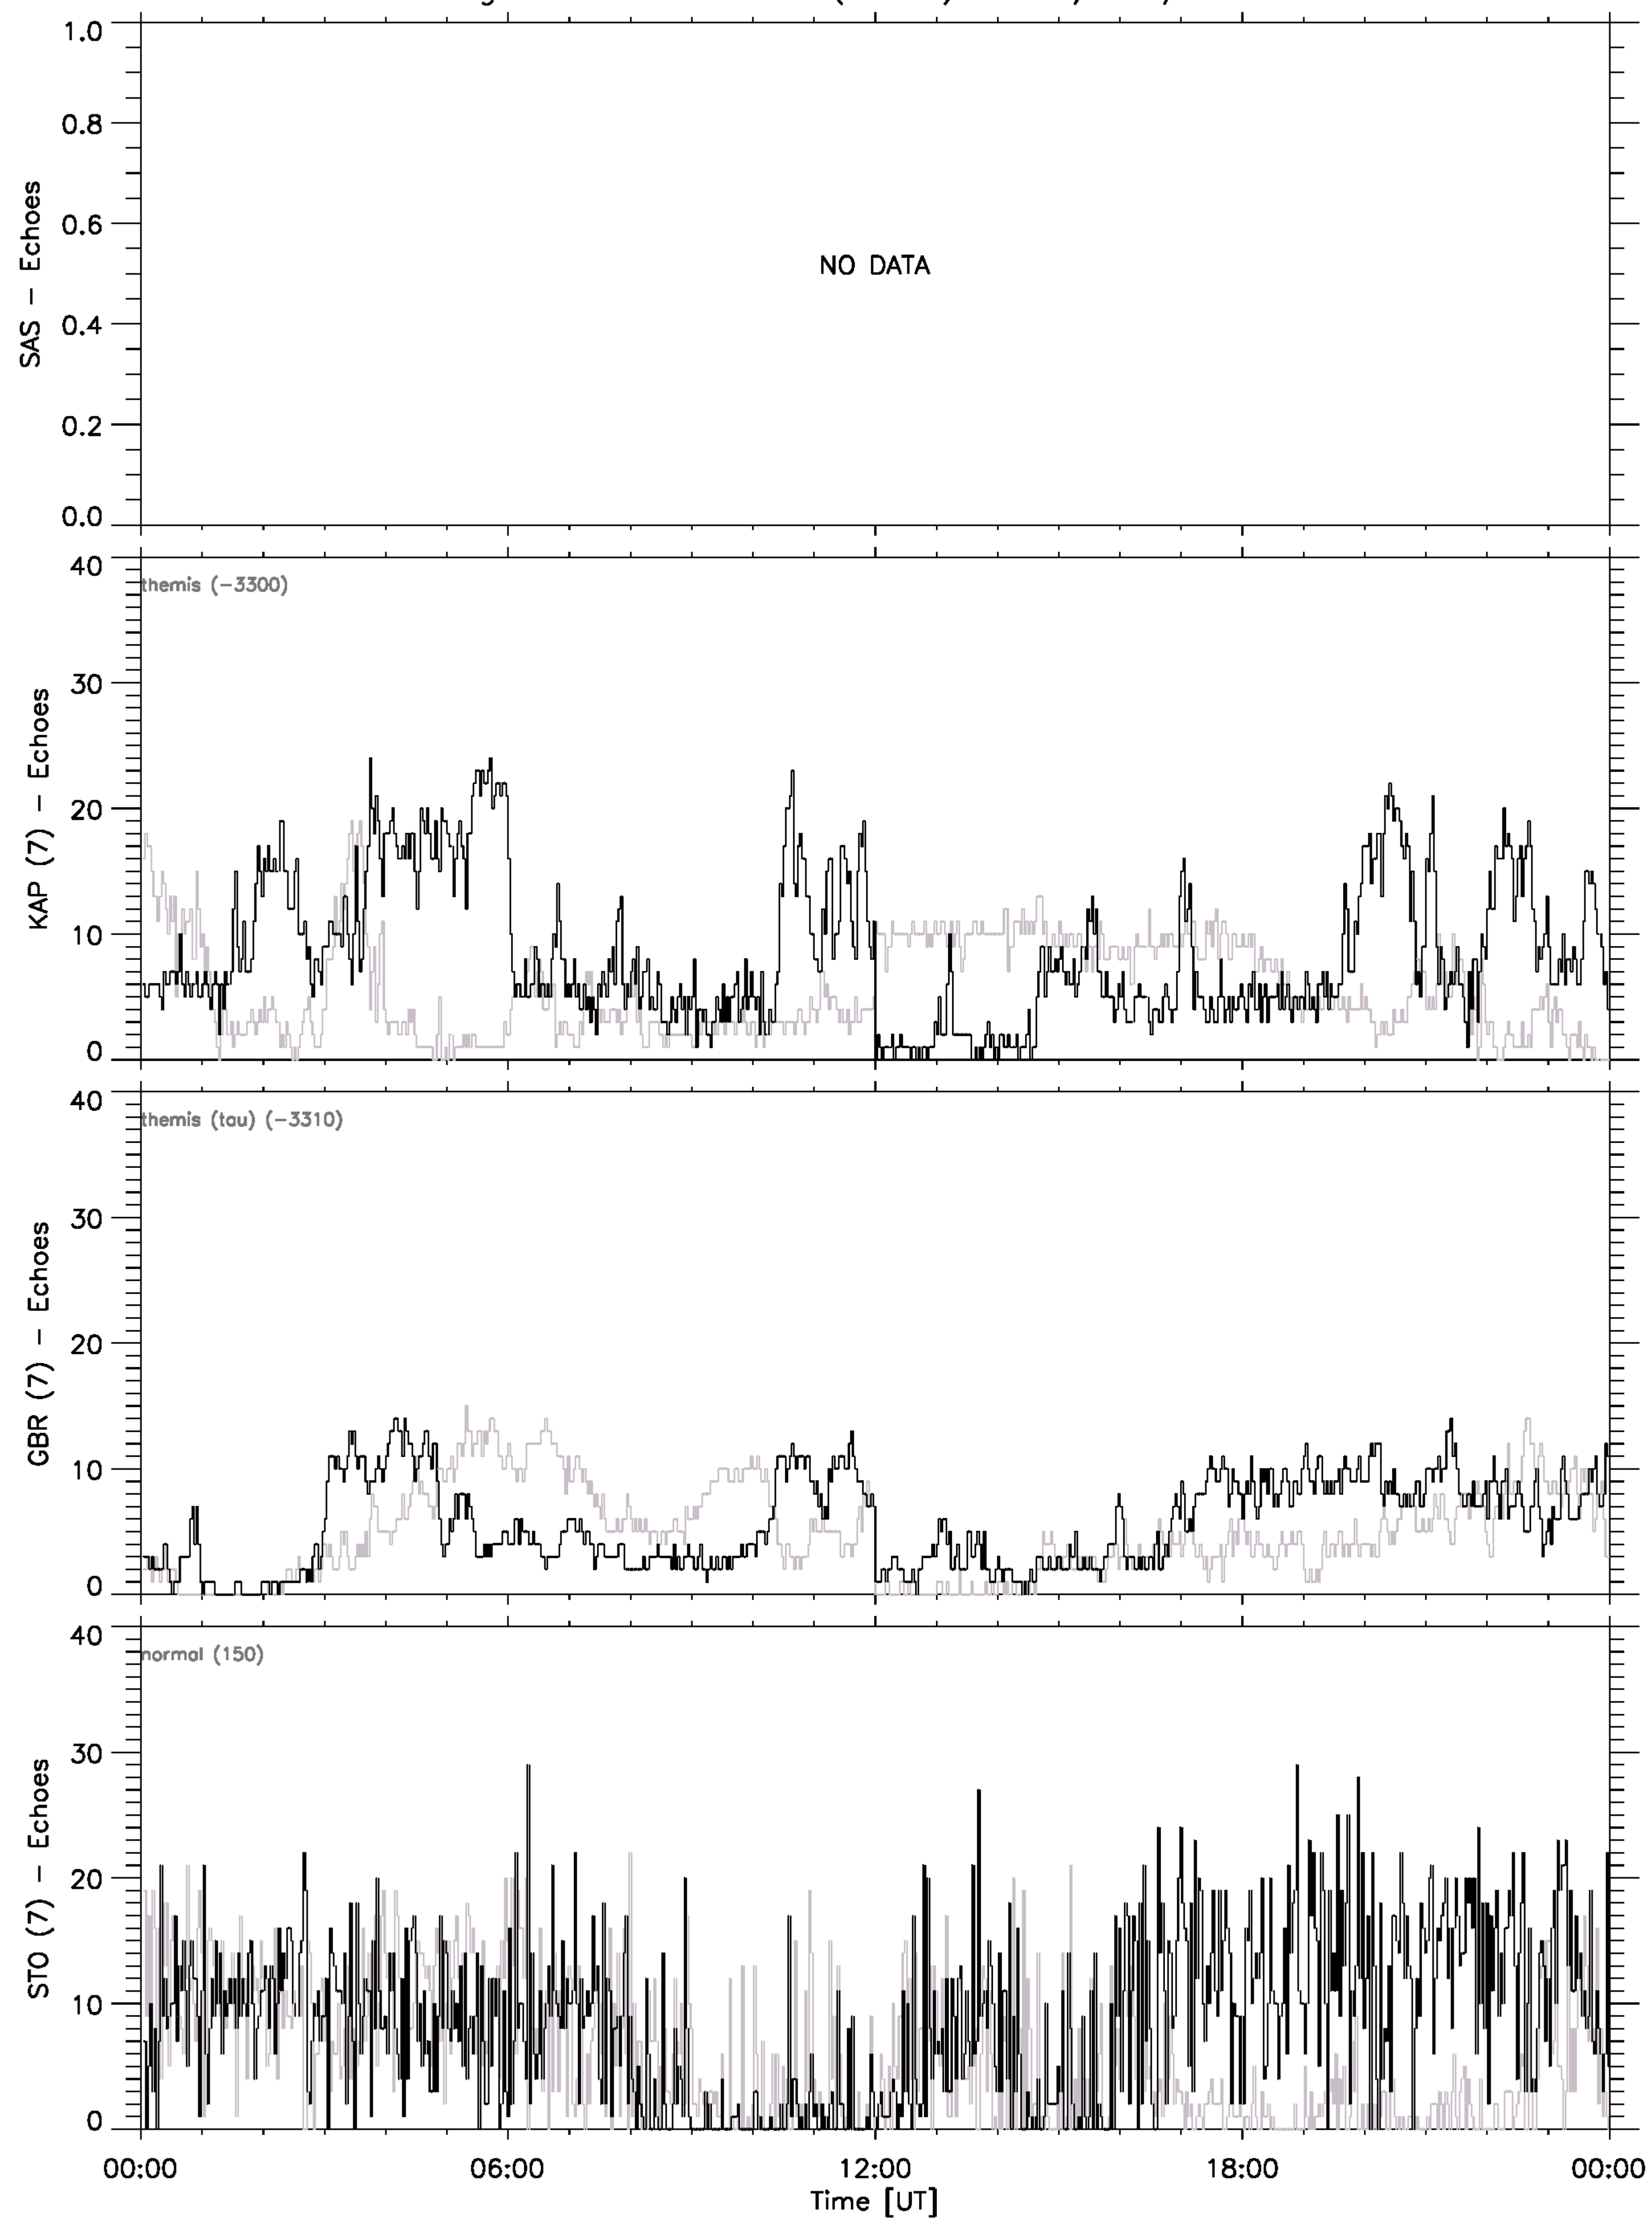 1.0
0.8
0.6
0.4
0.2
0.0
SAS − Echoes
NO DATA
40
30
20
10
0
KAP (7) − Echoes
themis (−3300)
40
30
20
10
0
GBR (7) − Echoes
themis (tau) (−3310)
40
30
20
10
0
STO (7) − Echoes
normal (150)
00:00 06:00 12:00 18:00 00:00
Time [UT]